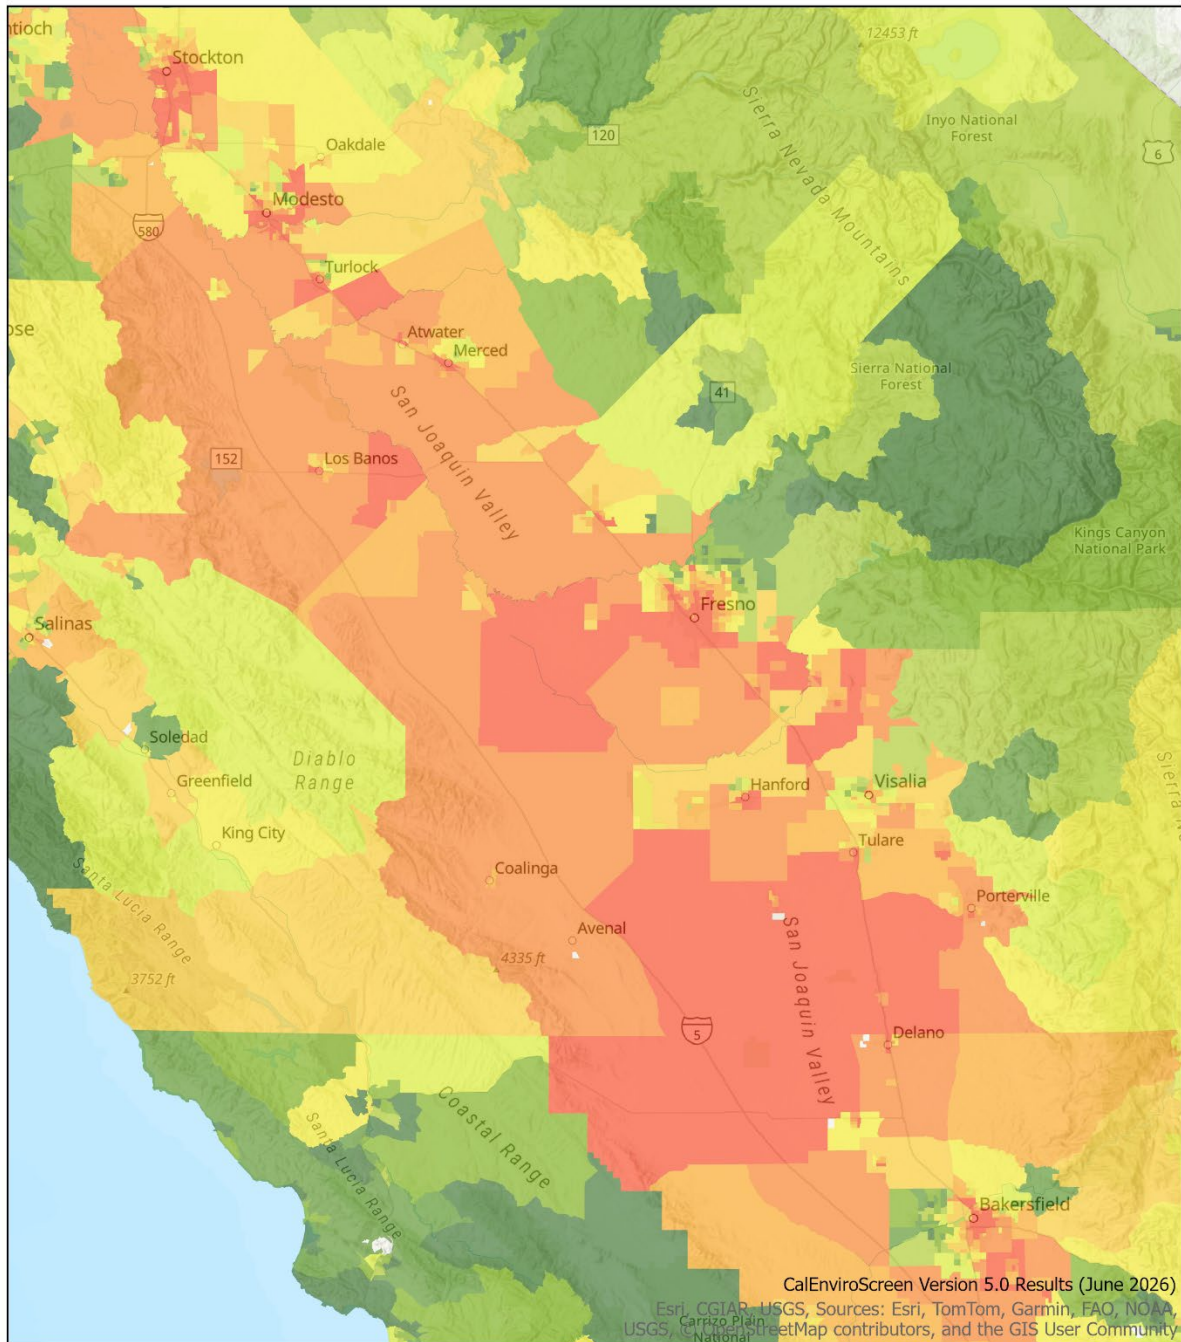 12453 ft
Stockton
Sierra Nevada Mountains
Inyo National
Forest
120
6
Oakdale
Modesto
580
Turlock
Atwater
Merced
Sierra National
Forest
41
San Joaquin Valley
152
Los Banos
Kings Canyon
National Park
Fresno
Salinas
Soledad
Diablo
Range
Greenfield
Hanford
Visalia
King City
Tulare
Coalinga
Santa Lucia Range
Porterville
Avenal
San Joaquin Valley
4335 ft
3752 ft
5
Delano
Coastal Range
Santa Lucia Range
Bakersfield
CalEnviroScreen Version 5.0 Results (June 2026)
Esri, CGIAR, USGS, Sources: Esri, TomTom, Garmin, FAO, NOAA,
USGS, © OpenStreetMap contributors, and the GIS User Community
Carrizo Plain
National